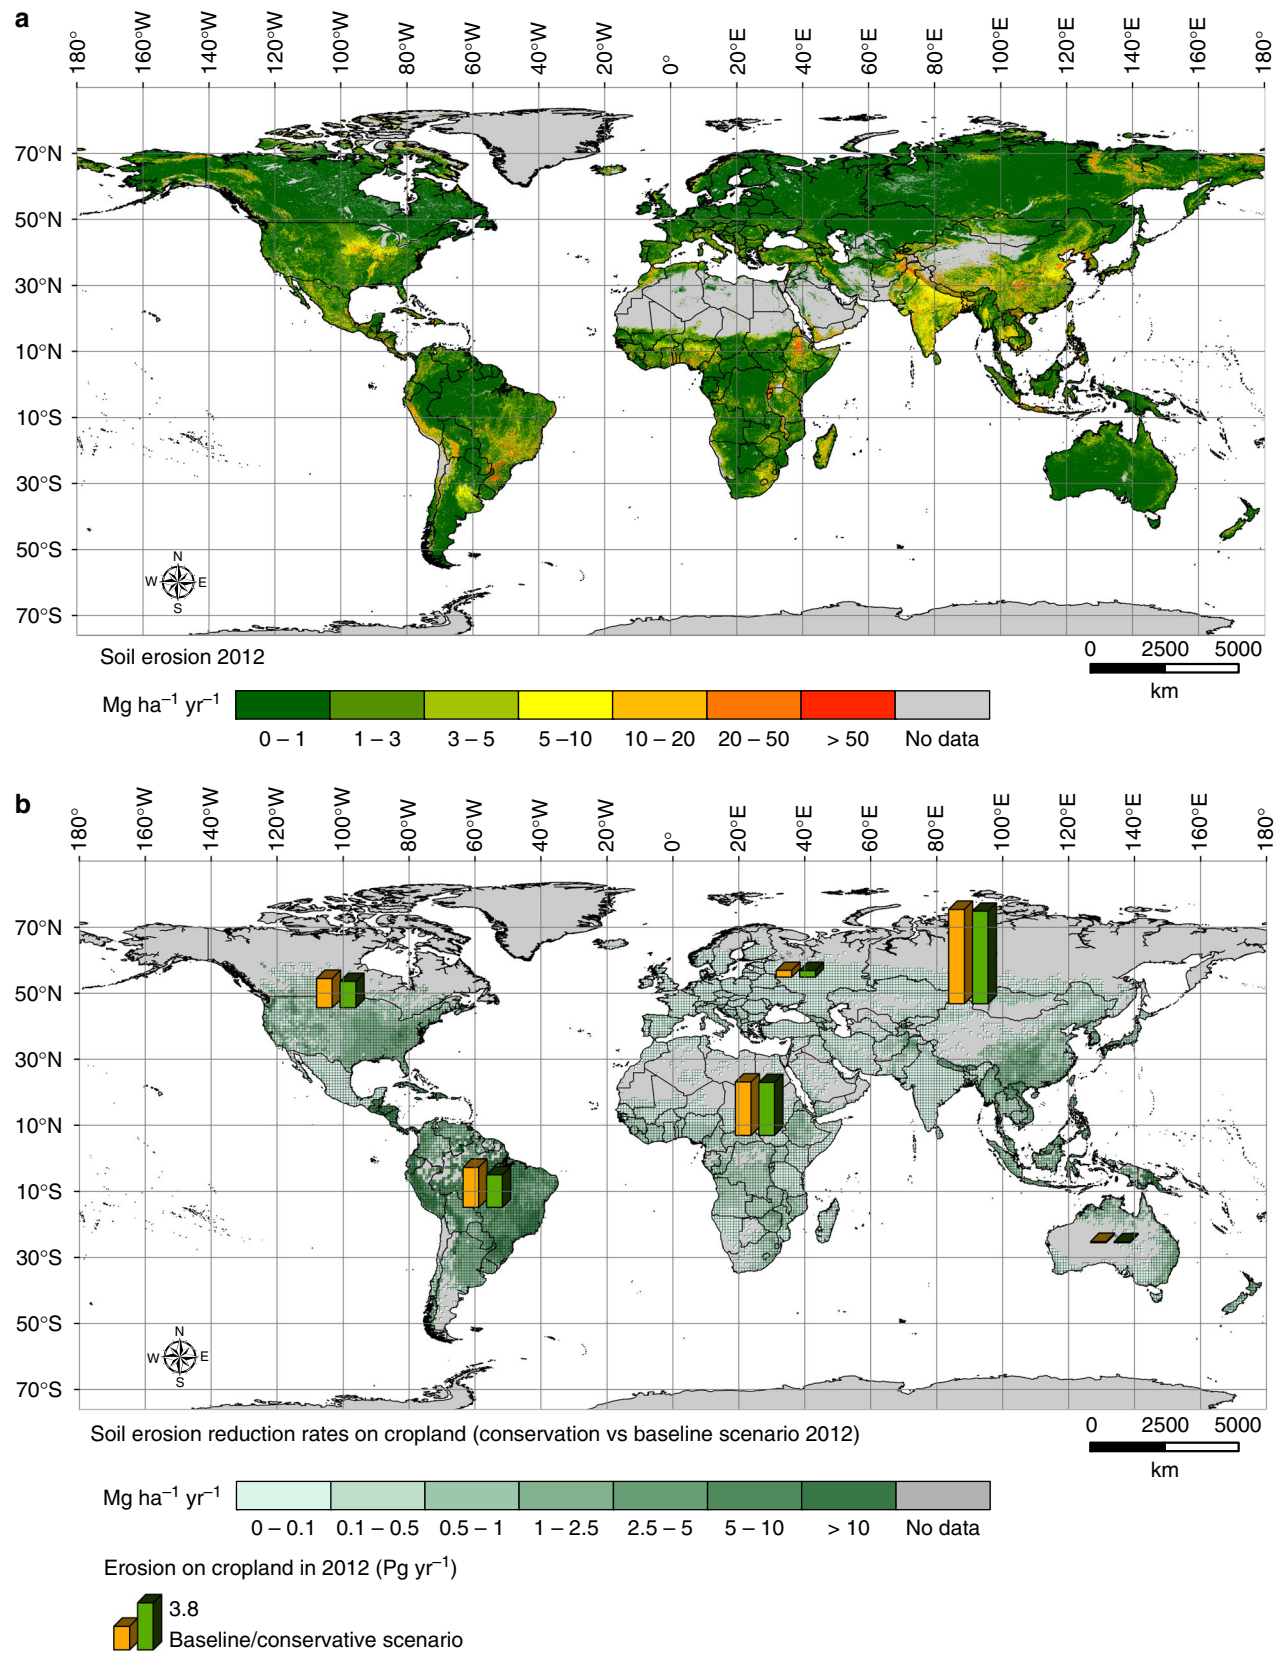 a
180° 160°W 140°W 120°W 100°W 80°W 60°W 40°W 20°W 0° 20°E 40°E 60°E 80°E 100°E 120°E 140°E 160°E 180°
70°N
50°N
30°N
10°N
10°S
30°S
50°S
70°S
N
W E
S
Soil erosion 2012
0 2500 5000
km
Mg ha⁻¹ yr⁻¹
0 – 1 1 – 3 3 – 5 5 –10 10 – 20 20 – 50 > 50 No data
b
180° 160°W 140°W 120°W 100°W 80°W 60°W 40°W 20°W 0° 20°E 40°E 60°E 80°E 100°E 120°E 140°E 160°E 180°
70°N
50°N
30°N
10°N
10°S
30°S
50°S
70°S
N
W E
S
Soil erosion reduction rates on cropland (conservation vs baseline scenario 2012)
0 2500 5000
km
Mg ha⁻¹ yr⁻¹
0 – 0.1 0.1 – 0.5 0.5 – 1 1 – 2.5 2.5 – 5 5 – 10 > 10 No data
Erosion on cropland in 2012 (Pg yr⁻¹)
3.8
Baseline/conservative scenario